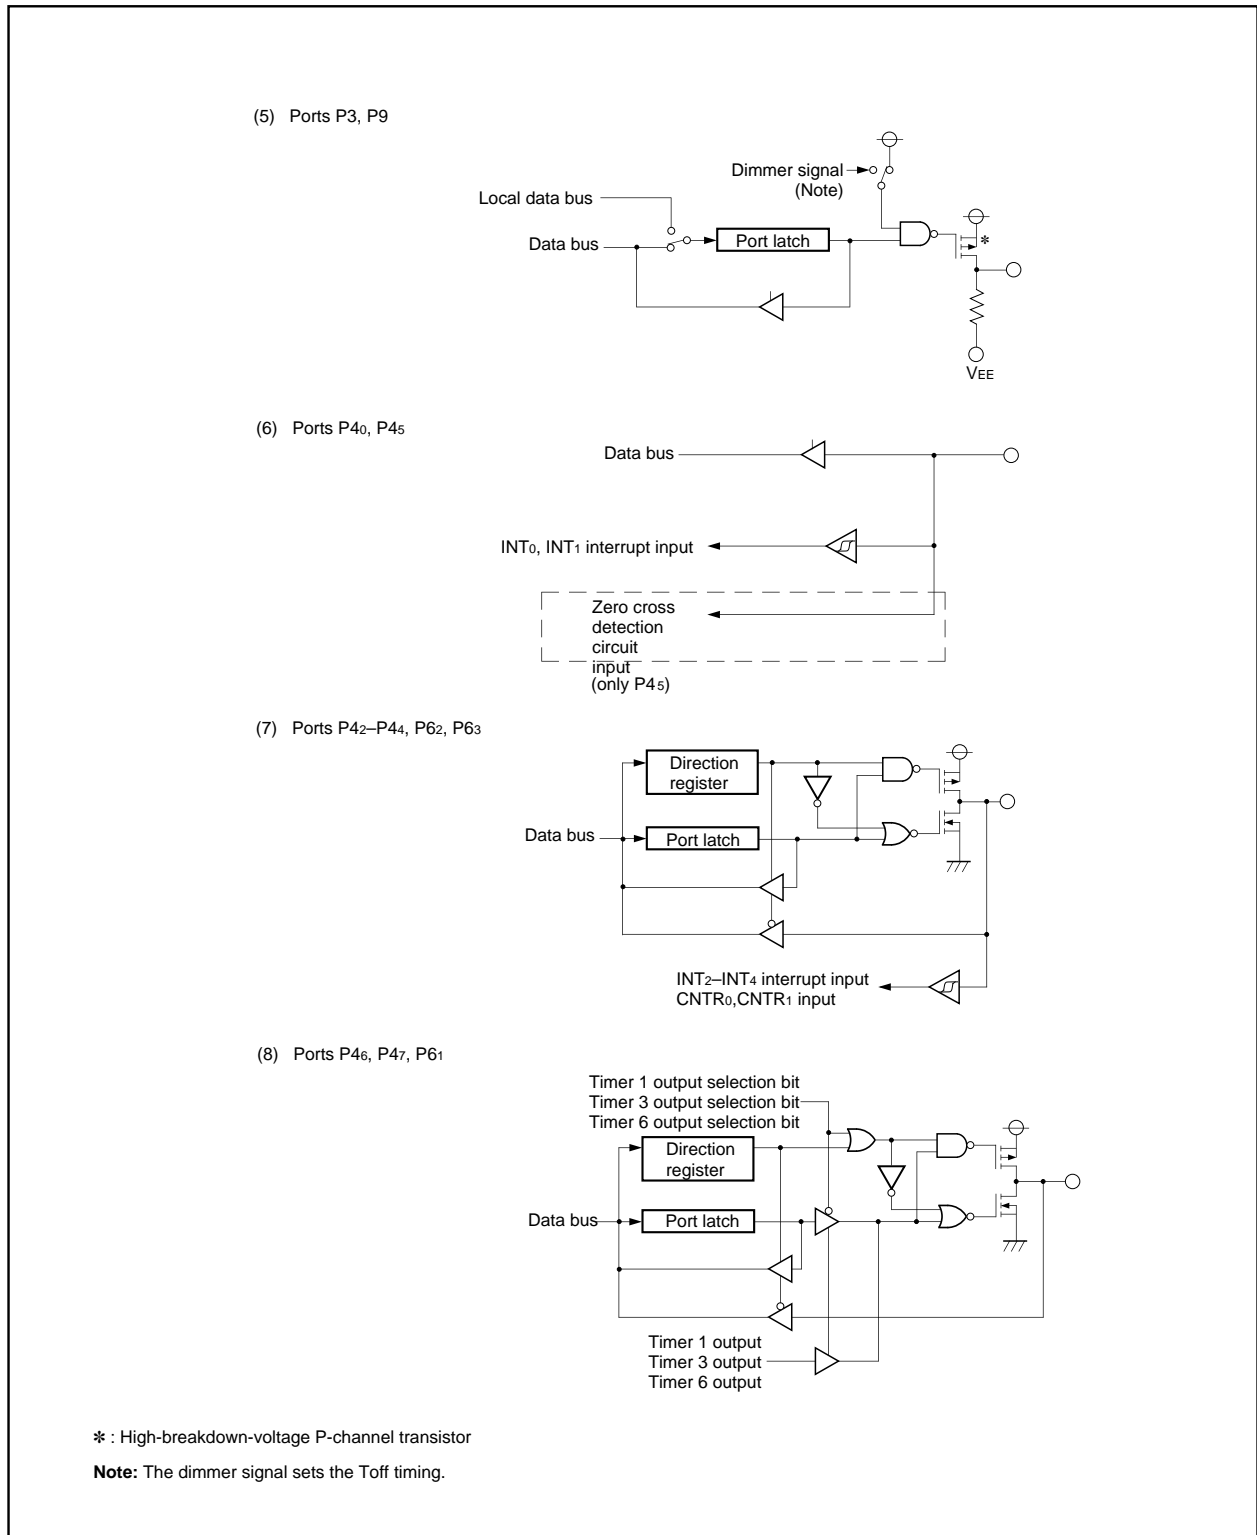 (5) Ports P3, P9
Dimmer signal
(Note)
Local data bus
Data bus
Port latch
*
VEE
(6) Ports P40, P45
Data bus
INT0, INT1 interrupt input
Zero cross
detection
circuit
input
(only P45)
(7) Ports P42–P44, P62, P63
Direction
register
Data bus
Port latch
INT2–INT4 interrupt input
CNTR0,CNTR1 input
(8) Ports P46, P47, P61
Timer 1 output selection bit
Timer 3 output selection bit
Timer 6 output selection bit
Direction
register
Data bus
Port latch
Timer 1 output
Timer 3 output
Timer 6 output
* : High-breakdown-voltage P-channel transistor
Note: The dimmer signal sets the Toff timing.